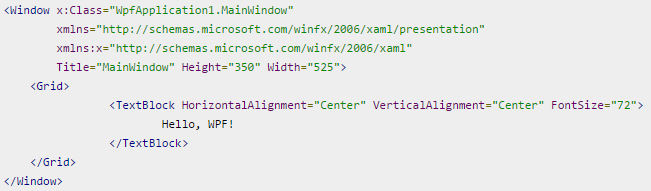 <Window x:Class="WpfApplication1.MainWindow"
xmlns="http://schemas.microsoft.com/winfx/2006/xaml/presentation"
xmlns:x="http://schemas.microsoft.com/winfx/2006/xaml"
Title="MainWindow" Height="350" Width="525">
<Grid>
<TextBlock HorizontalAlignment="Center" VerticalAlignment="Center" FontSize="72">
Hello, WPF!
</TextBlock>
</Grid>
</Window>